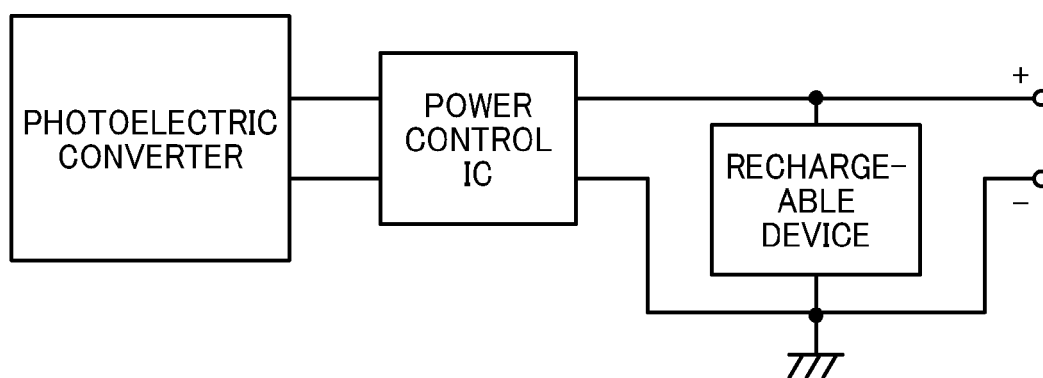 PHOTOELECTRIC
CONVERTER
POWER
CONTROL
IC
+
RECHARGE-
ABLE
DEVICE
−